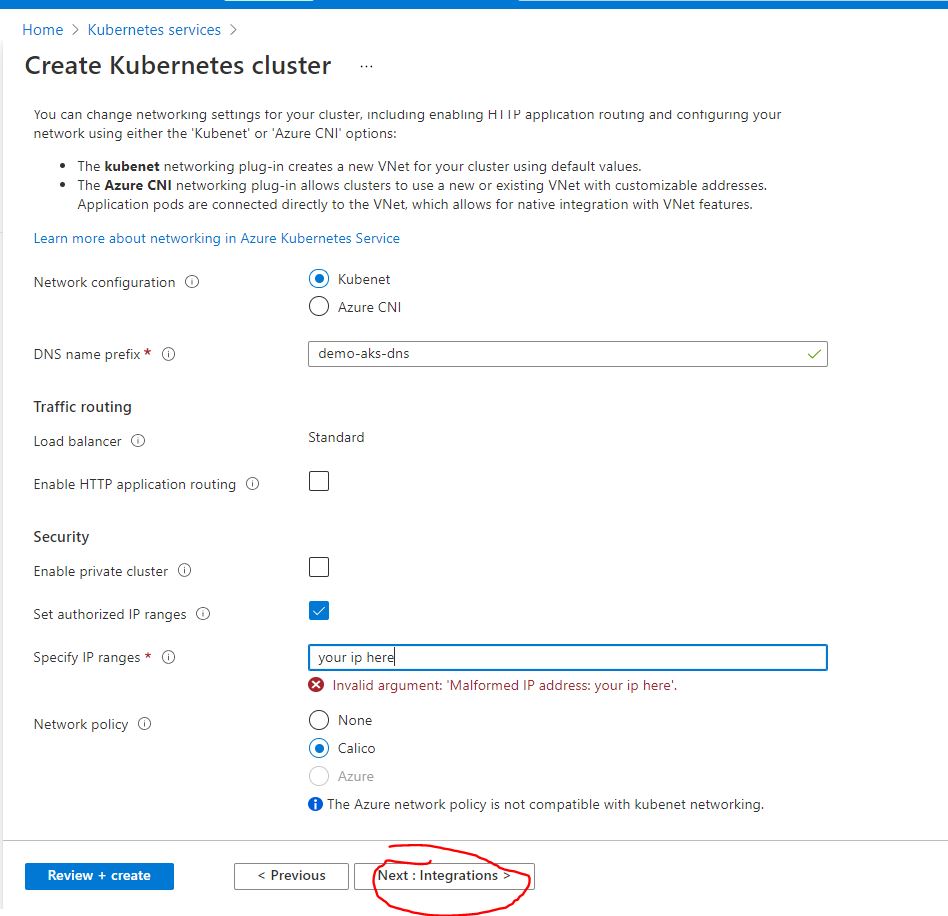 Home > Kubernetes services >
Create Kubernetes cluster ...
You can change networking settings for your cluster, including enabling HTTP application routing and configuring your
network using either the 'Kubenet' or 'Azure CNI' options:
• The kubenet networking plug-in creates a new VNet for your cluster using default values.
• The Azure CNI networking plug-in allows clusters to use a new or existing VNet with customizable addresses.
Application pods are connected directly to the VNet, which allows for native integration with VNet features.
Learn more about networking in Azure Kubernetes Service
Network configuration
Kubenet
Azure CNI
DNS name prefix *
demo-aks-dns
Traffic routing
Load balancer
Standard
Enable HTTP application routing
Security
Enable private cluster
Set authorized IP ranges
Specify IP ranges *
your ip here
Invalid argument: 'Malformed IP address: your ip here'.
Network policy
None
Calico
Azure
The Azure network policy is not compatible with kubenet networking.
Review + create
< Previous
Next : Integrations >